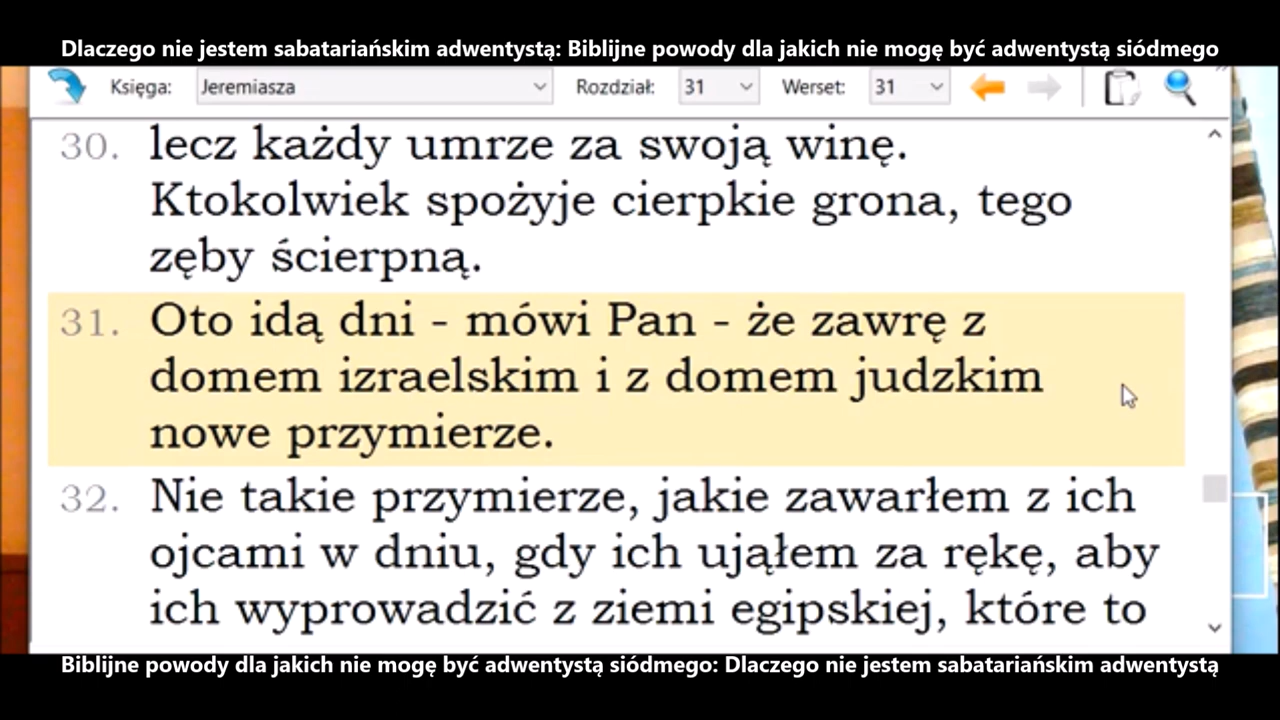 Dlaczego nie jestem sabatariańskim adwentystą: Biblijne powody dla jakich nie mogę być adwentystą siódmego
Księga: Jeremiasza Rozdział: 31 Werset: 31
30. lecz każdy umrze za swoją winę.
Ktokolwiek spożyje cierpkie grona, tego
zęby ścierpną.
31. Oto idą dni - mówi Pan - że zawrę z
domem izraelskim i z domem judzkim
nowe przymierze.
32. Nie takie przymierze, jakie zawarłem z ich
ojcami w dniu, gdy ich ująłem za rękę, aby
ich wyprowadzić z ziemi egipskiej, które to
Biblijne powody dla jakich nie mogę być adwentystą siódmego: Dlaczego nie jestem sabatariańskim adwentystą